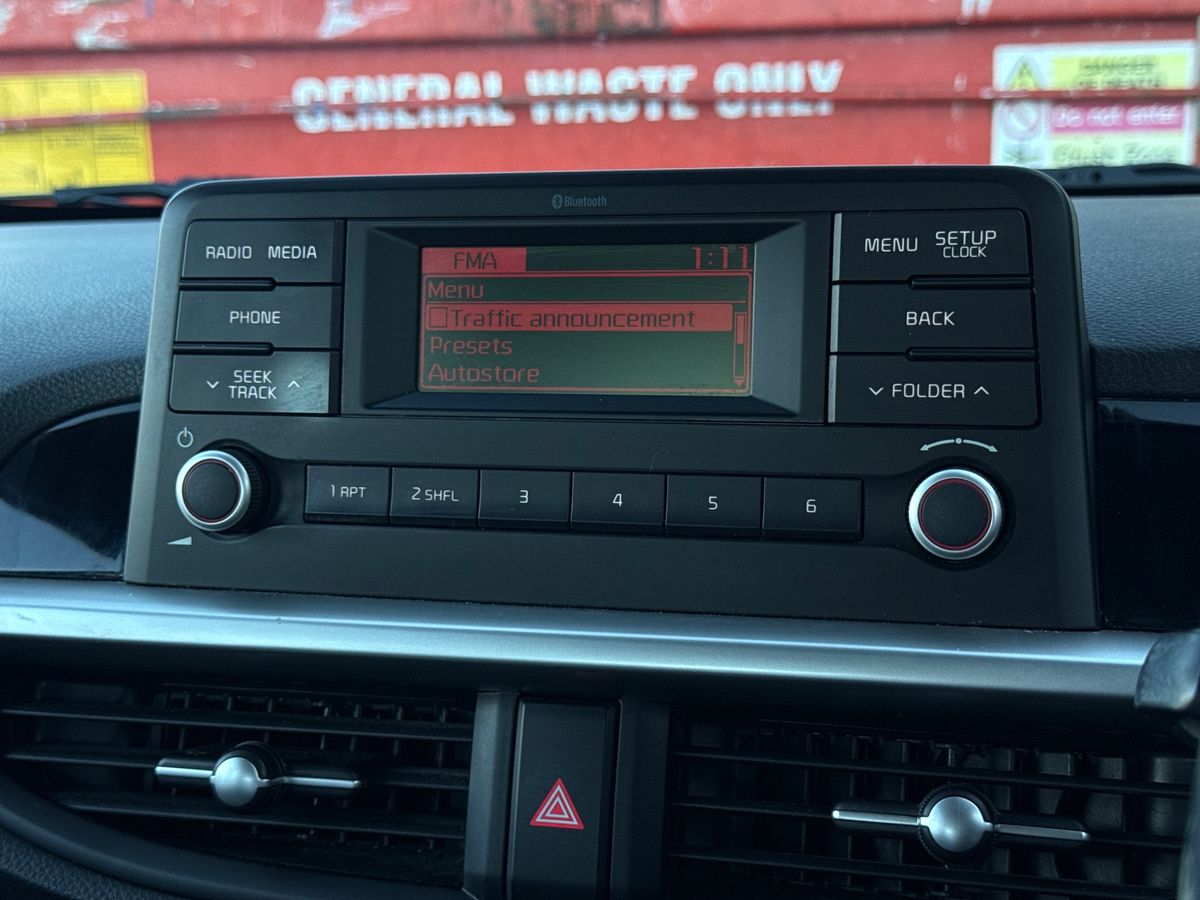 GENERAL WASTE ONLY
Do not enter
Bluetooth
RADIO MEDIA
PHONE
SEEK
TRACK
FMA 1:11
Menu
Traffic announcement
Presets
Autostore
MENU SETUP
CLOCK
BACK
FOLDER
1 RPT
2 SHFL
3
4
5
6